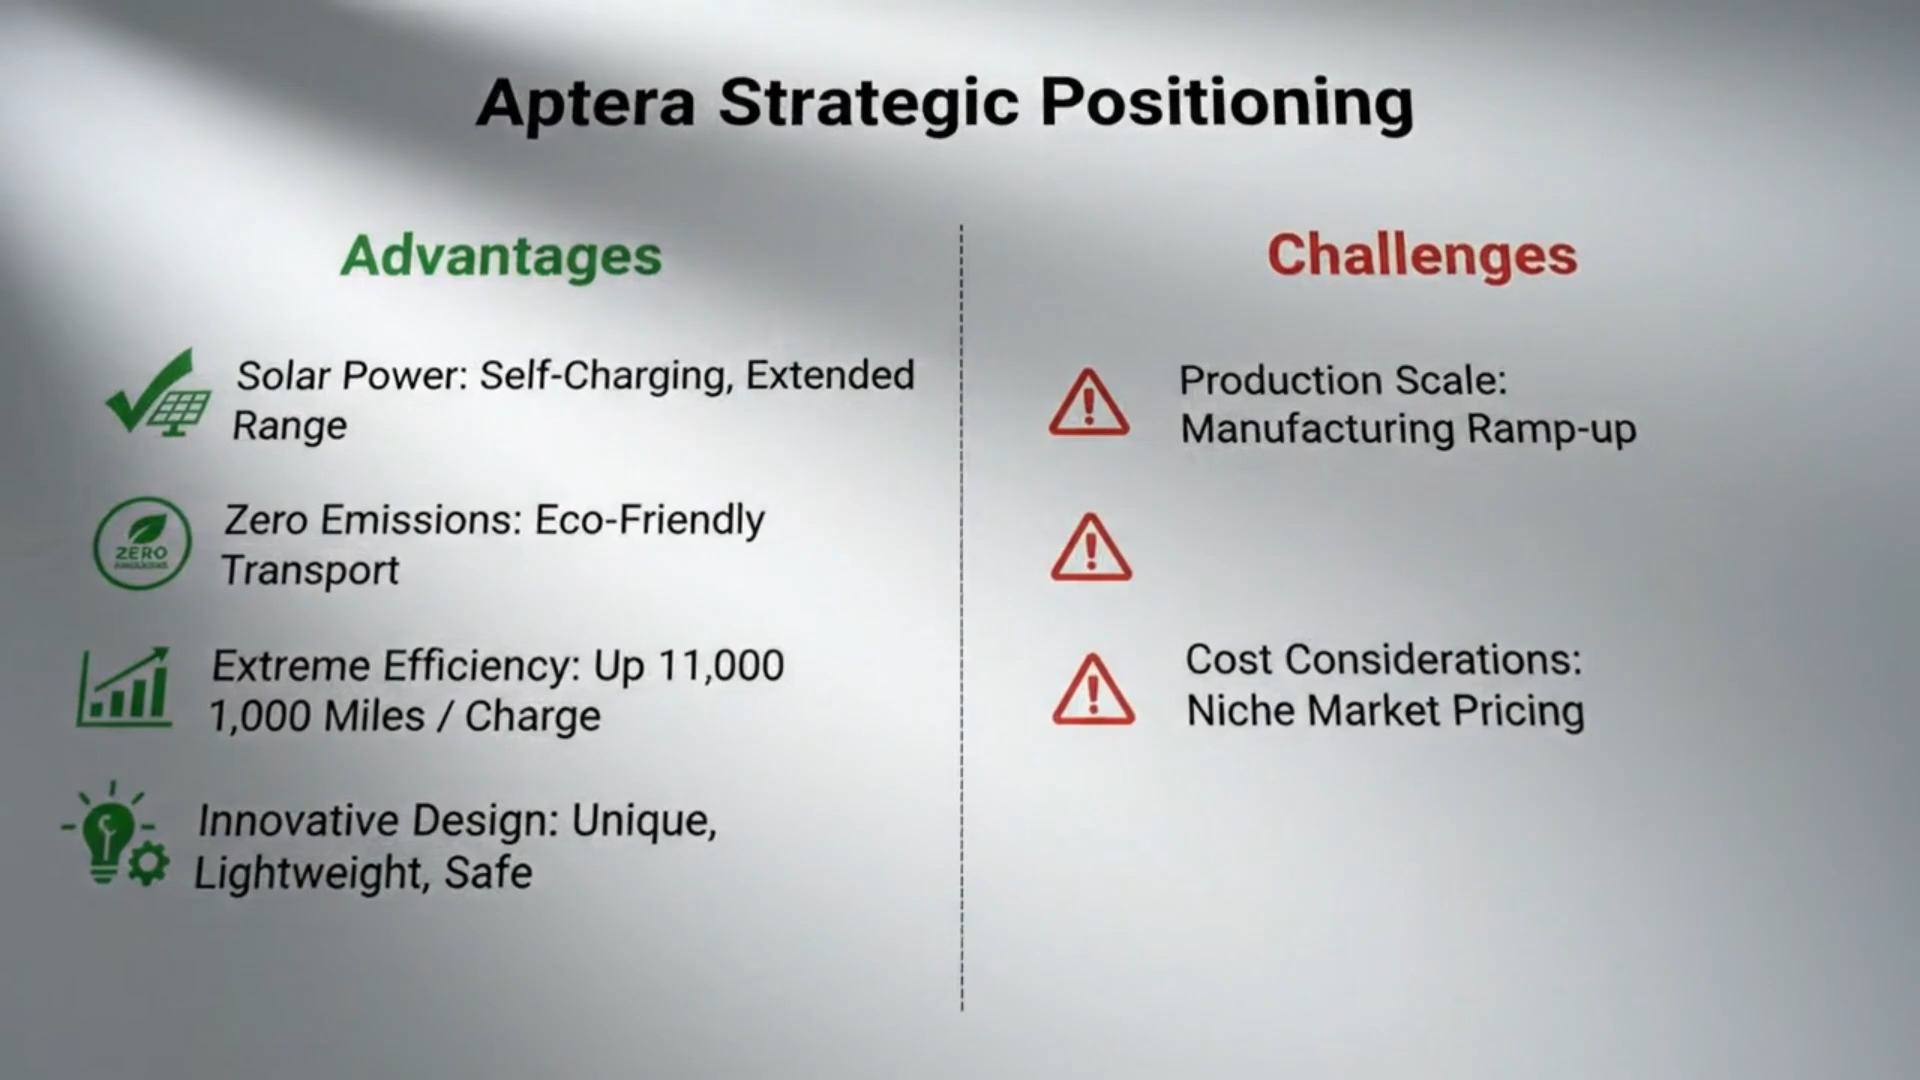 Aptera Strategic Positioning
Advantages
Solar Power: Self-Charging, Extended
Range
ZERO
Zero Emissions: Eco-Friendly
Transport
Extreme Efficiency: Up 11,000
1,000 Miles / Charge
Innovative Design: Unique,
Lightweight, Safe
Challenges
Production Scale:
Manufacturing Ramp-up
Cost Considerations:
Niche Market Pricing